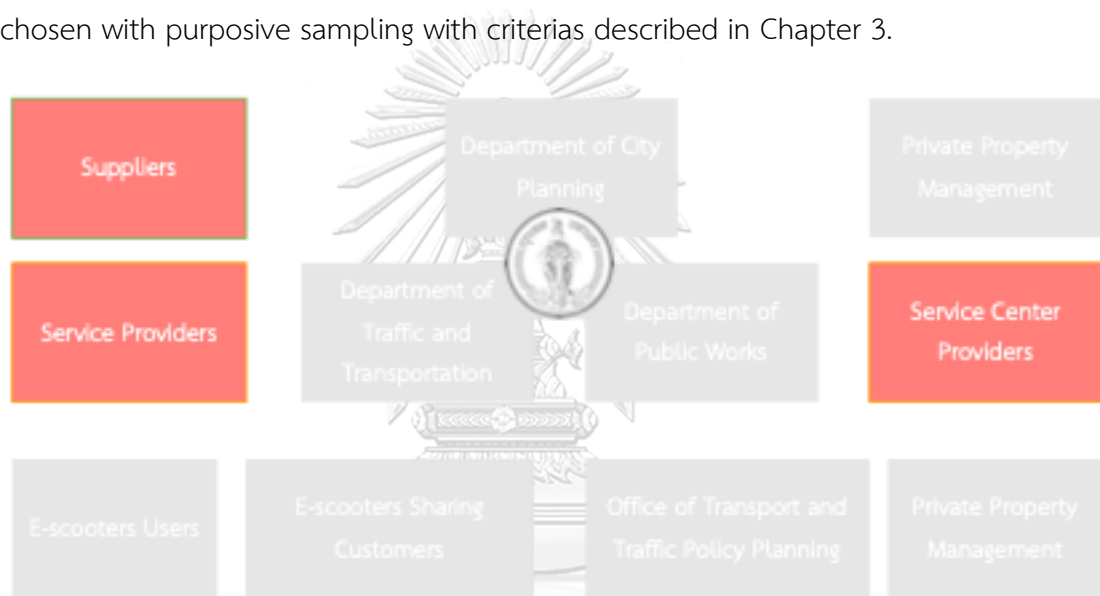 chosen with purposive sampling with criterias described in Chapter 3.
Suppliers
Department of City
Planning
Private Property
Management
Service Providers
Department of
Traffic and
Transportation
Department of
Public Works
Service Center
Providers
E-scooters Users
E-scooters Sharing
Customers
Office of Transport and
Traffic Policy Planning
Private Property
Management